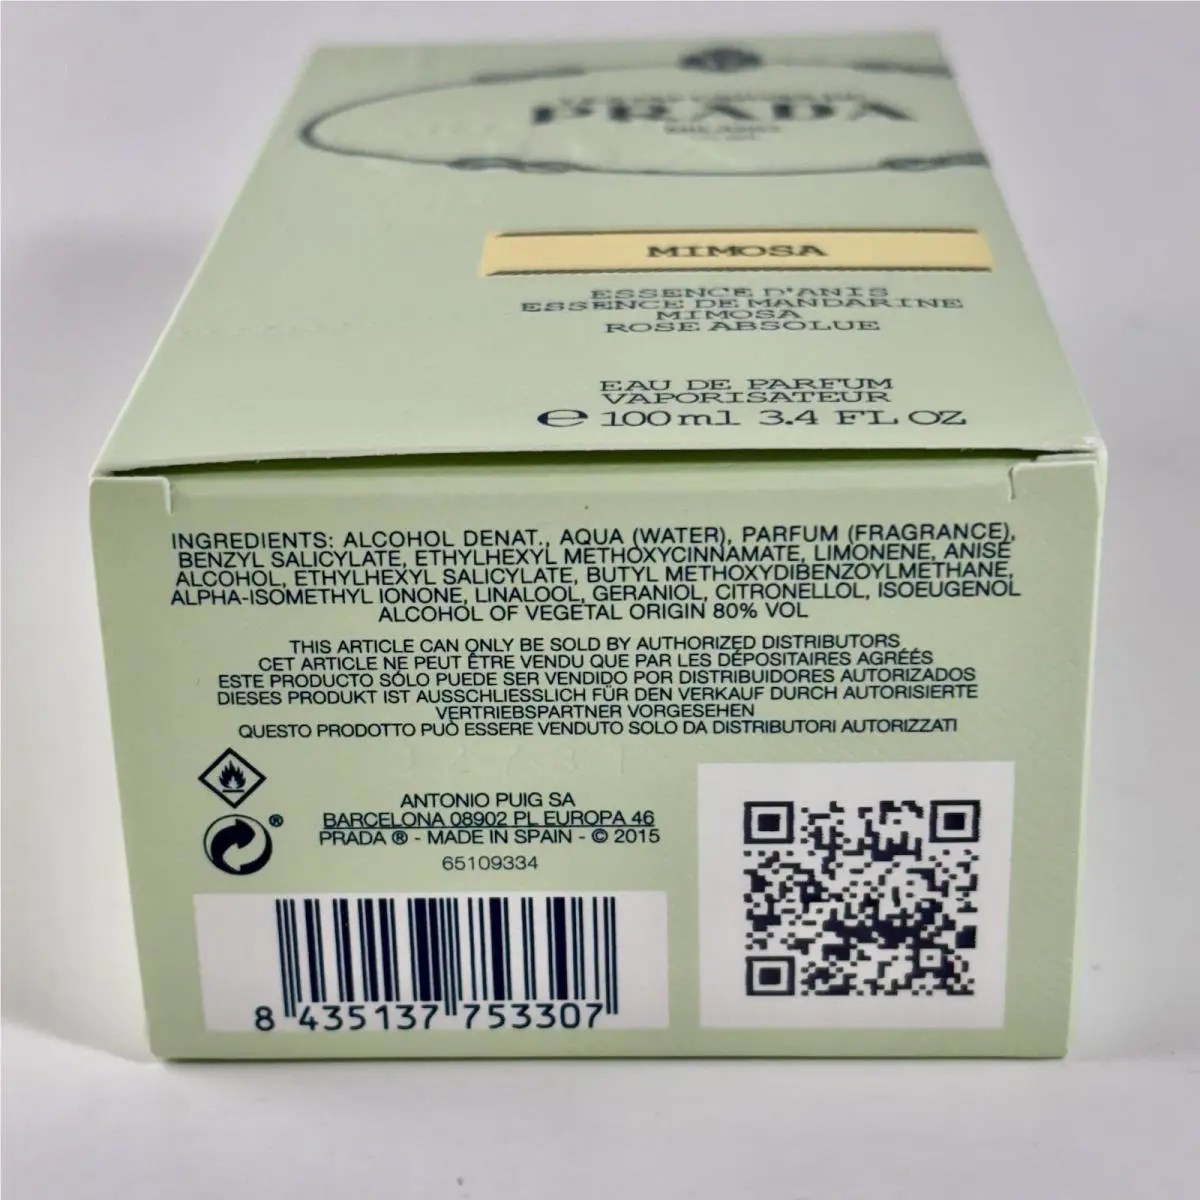 PRADA
MIMOSA
ESSENCE D'ANIS
ESSENCE DE MANDARINE
MIMOSA
ROSE ABSOLUE
EAU DE PARFUM
VAPORISATEUR
℮ 100 ml 3.4 FL OZ
INGREDIENTS: ALCOHOL DENAT., AQUA (WATER), PARFUM (FRAGRANCE),
BENZYL SALICYLATE, ETHYLHEXYL METHOXYCINNAMATE, LIMONENE, ANISE
ALCOHOL, ETHYLHEXYL SALICYLATE, BUTYL METHOXYDIBENZOYLMETHANE,
ALPHA-ISOMETHYL IONONE, LINALOOL, GERANIOL, CITRONELLOL, ISOEUGENOL
ALCOHOL OF VEGETAL ORIGIN 80% VOL
THIS ARTICLE CAN ONLY BE SOLD BY AUTHORIZED DISTRIBUTORS
CET ARTICLE NE PEUT ÊTRE VENDU QUE PAR LES DÉPOSITAIRES AGRÉÉS
ESTE PRODUCTO SÓLO PUEDE SER VENDIDO POR DISTRIBUIDORES AUTORIZADOS
DIESES PRODUKT IST AUSSCHLIESSLICH FÜR DEN VERKAUF DURCH AUTORISIERTE
VERTRIEBSPARTNER VORGESEHEN
QUESTO PRODOTTO PUÒ ESSERE VENDUTO SOLO DA DISTRIBUTORI AUTORIZZATI
®
ANTONIO PUIG SA
BARCELONA 08902 PL EUROPA 46
PRADA ® - MADE IN SPAIN - © 2015
65109334
8 435137 753307